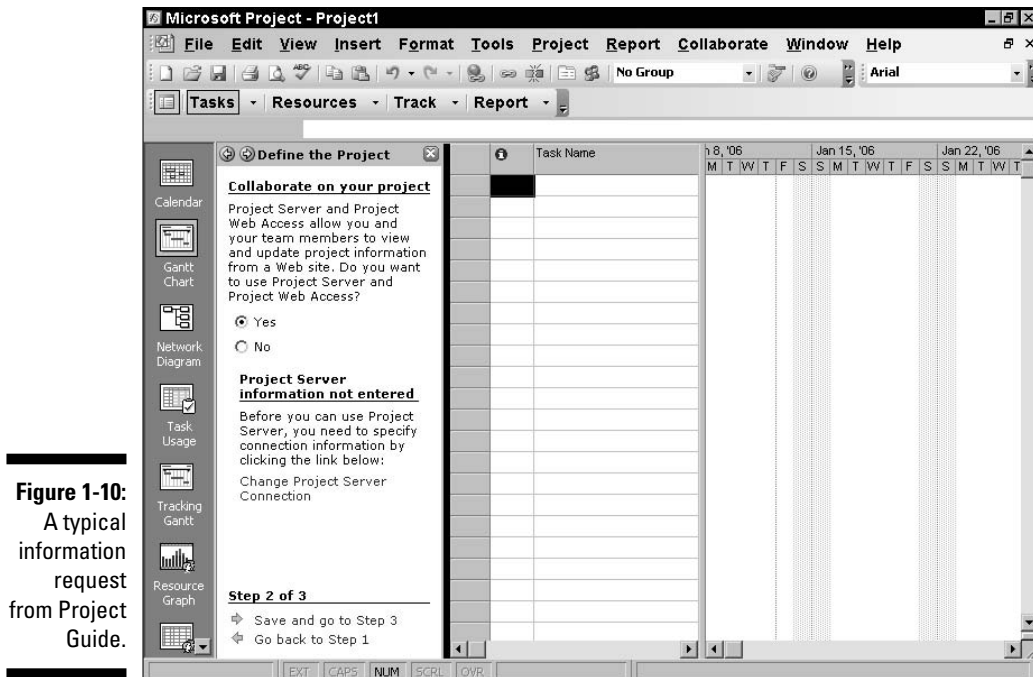 Microsoft Project - Project1
File Edit View Insert Format Tools Project Report Collaborate Window Help
ABC No Group Arial
Tasks Resources Track Report
Define the Project
Collaborate on your project
Project Server and Project
Web Access allow you and
your team members to view
and update project information
from a Web site. Do you want
to use Project Server and
Project Web Access?
Yes
No
Project Server
information not entered
Before you can use Project
Server, you need to specify
connection information by
clicking the link below:
Change Project Server
Connection
Step 2 of 3
Save and go to Step 3
Go back to Step 1
Calendar
Gantt
Chart
Network
Diagram
Task
Usage
Tracking
Gantt
Resource
Graph
Task Name
8, '06 Jan 15, '06 Jan 22, '06
M T W T F S S M T W T F S S M T W T
EXT CAPS NUM SCRL OVR
Figure 1-10:
A typical
information
request
from Project
Guide.